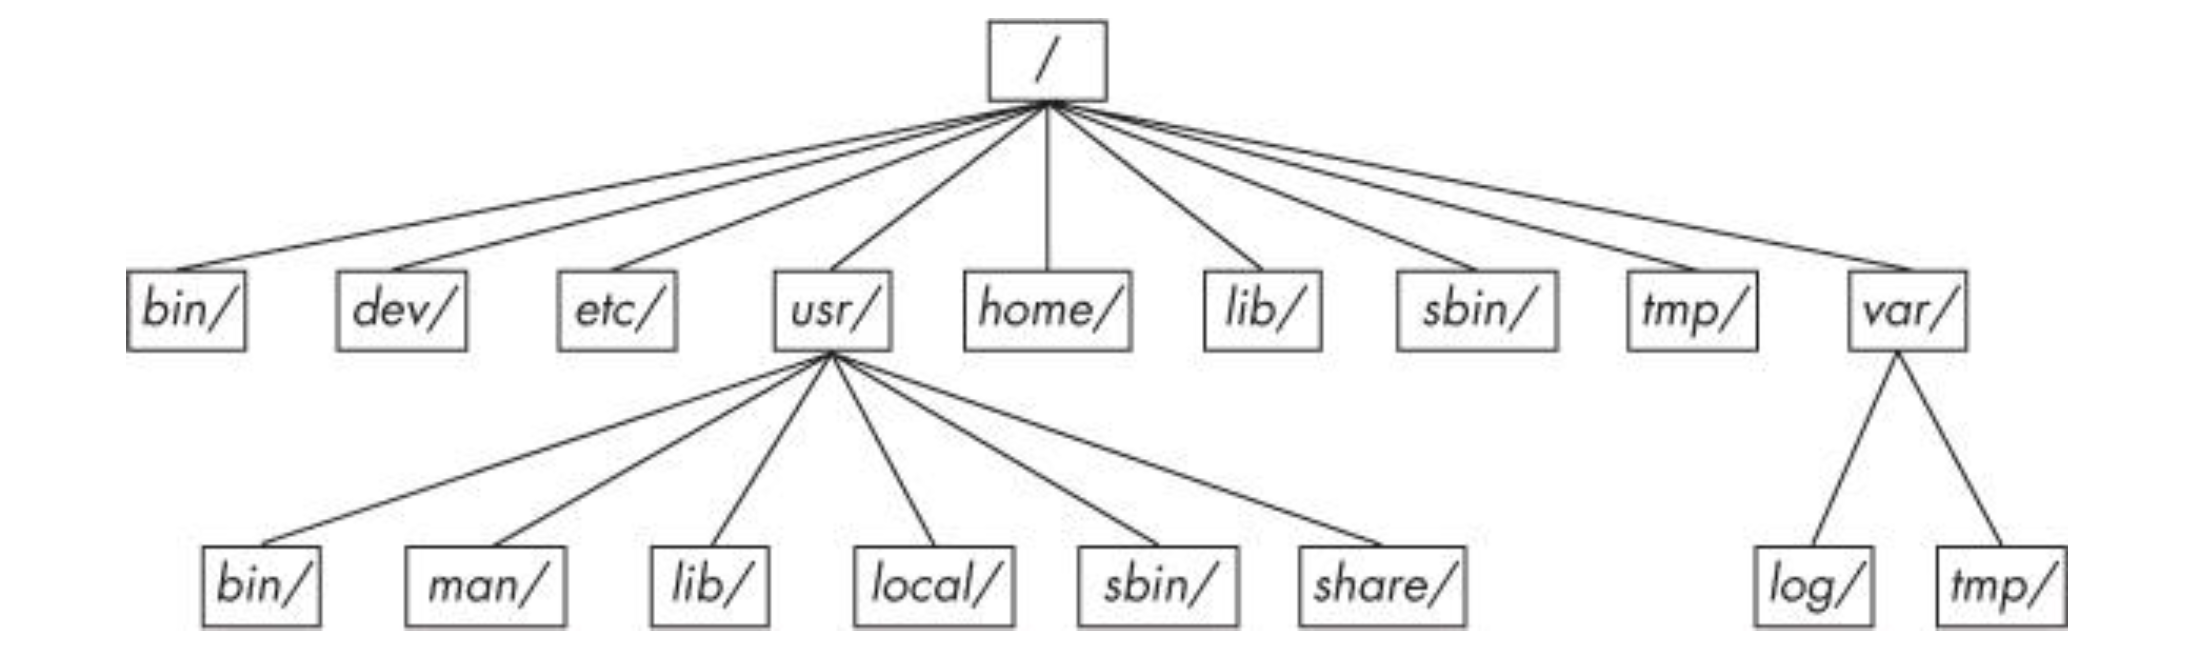 /
bin/ dev/ etc/ usr/ home/ lib/ sbin/ tmp/ var/
bin/ man/ lib/ local/ sbin/ share/ log/ tmp/